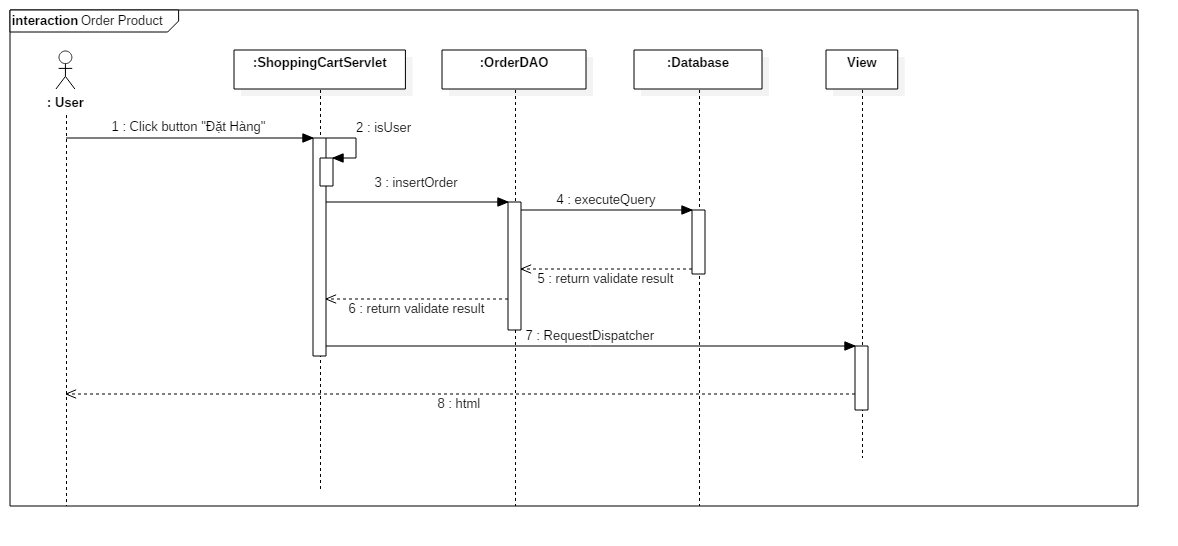 interaction Order Product
: User
:ShoppingCartServlet
:OrderDAO
:Database
View
1 : Click button "Đặt Hàng"
2 : isUser
3 : insertOrder
4 : executeQuery
5 : return validate result
6 : return validate result
7 : RequestDispatcher
8 : html